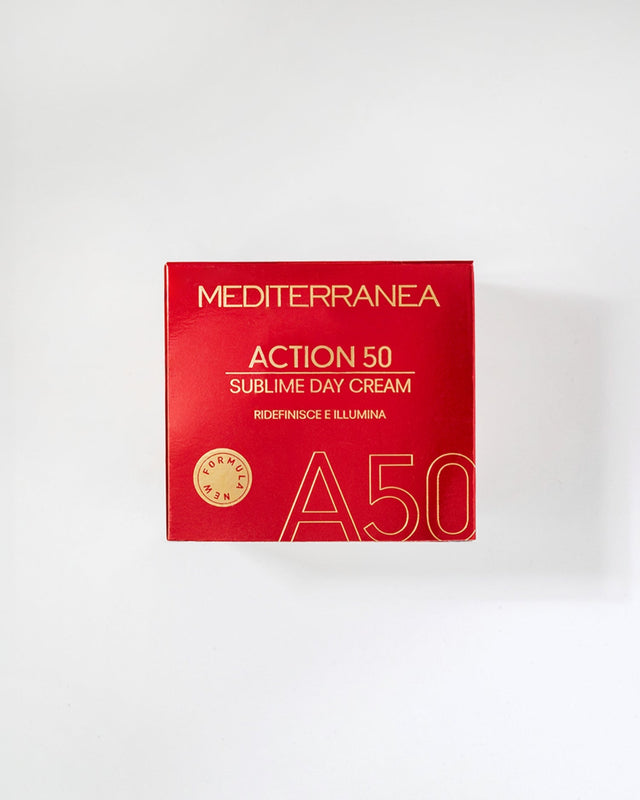 MEDITERRANEA
ACTION 50
SUBLIME DAY CREAM
RIDEFINISCE E ILLUMINA
NEW FORMULA
A50